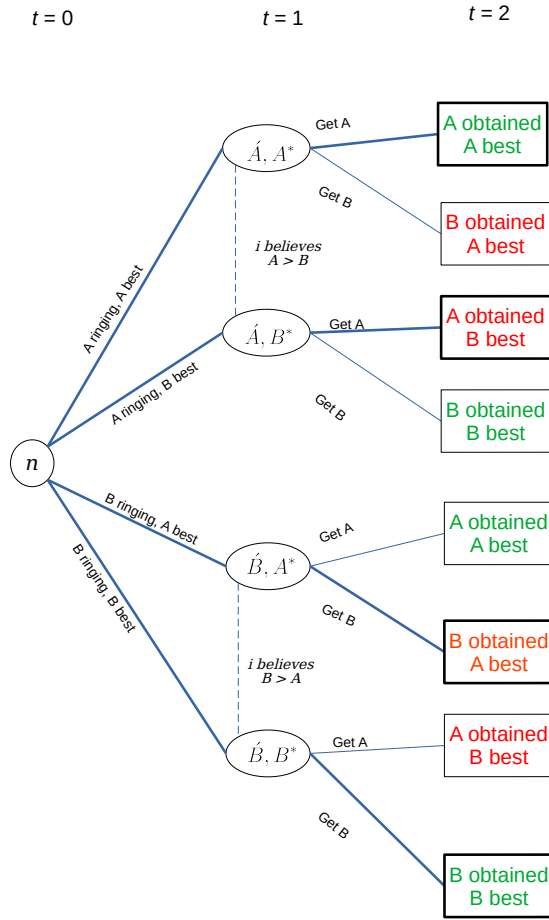 t = 0
t = 1
t = 2
Get A
A obtained
A best
Á, A*
Get B
B obtained
A best
A ringing, A best
i believes
A > B
Get A
A obtained
B best
Á, B*
A ringing, B best
Get B
B obtained
B best
n
B ringing, A best
Get A
A obtained
A best
B́, A*
Get B
B obtained
A best
B ringing, B best
i believes
B > A
Get A
A obtained
B best
B́, B*
Get B
B obtained
B best